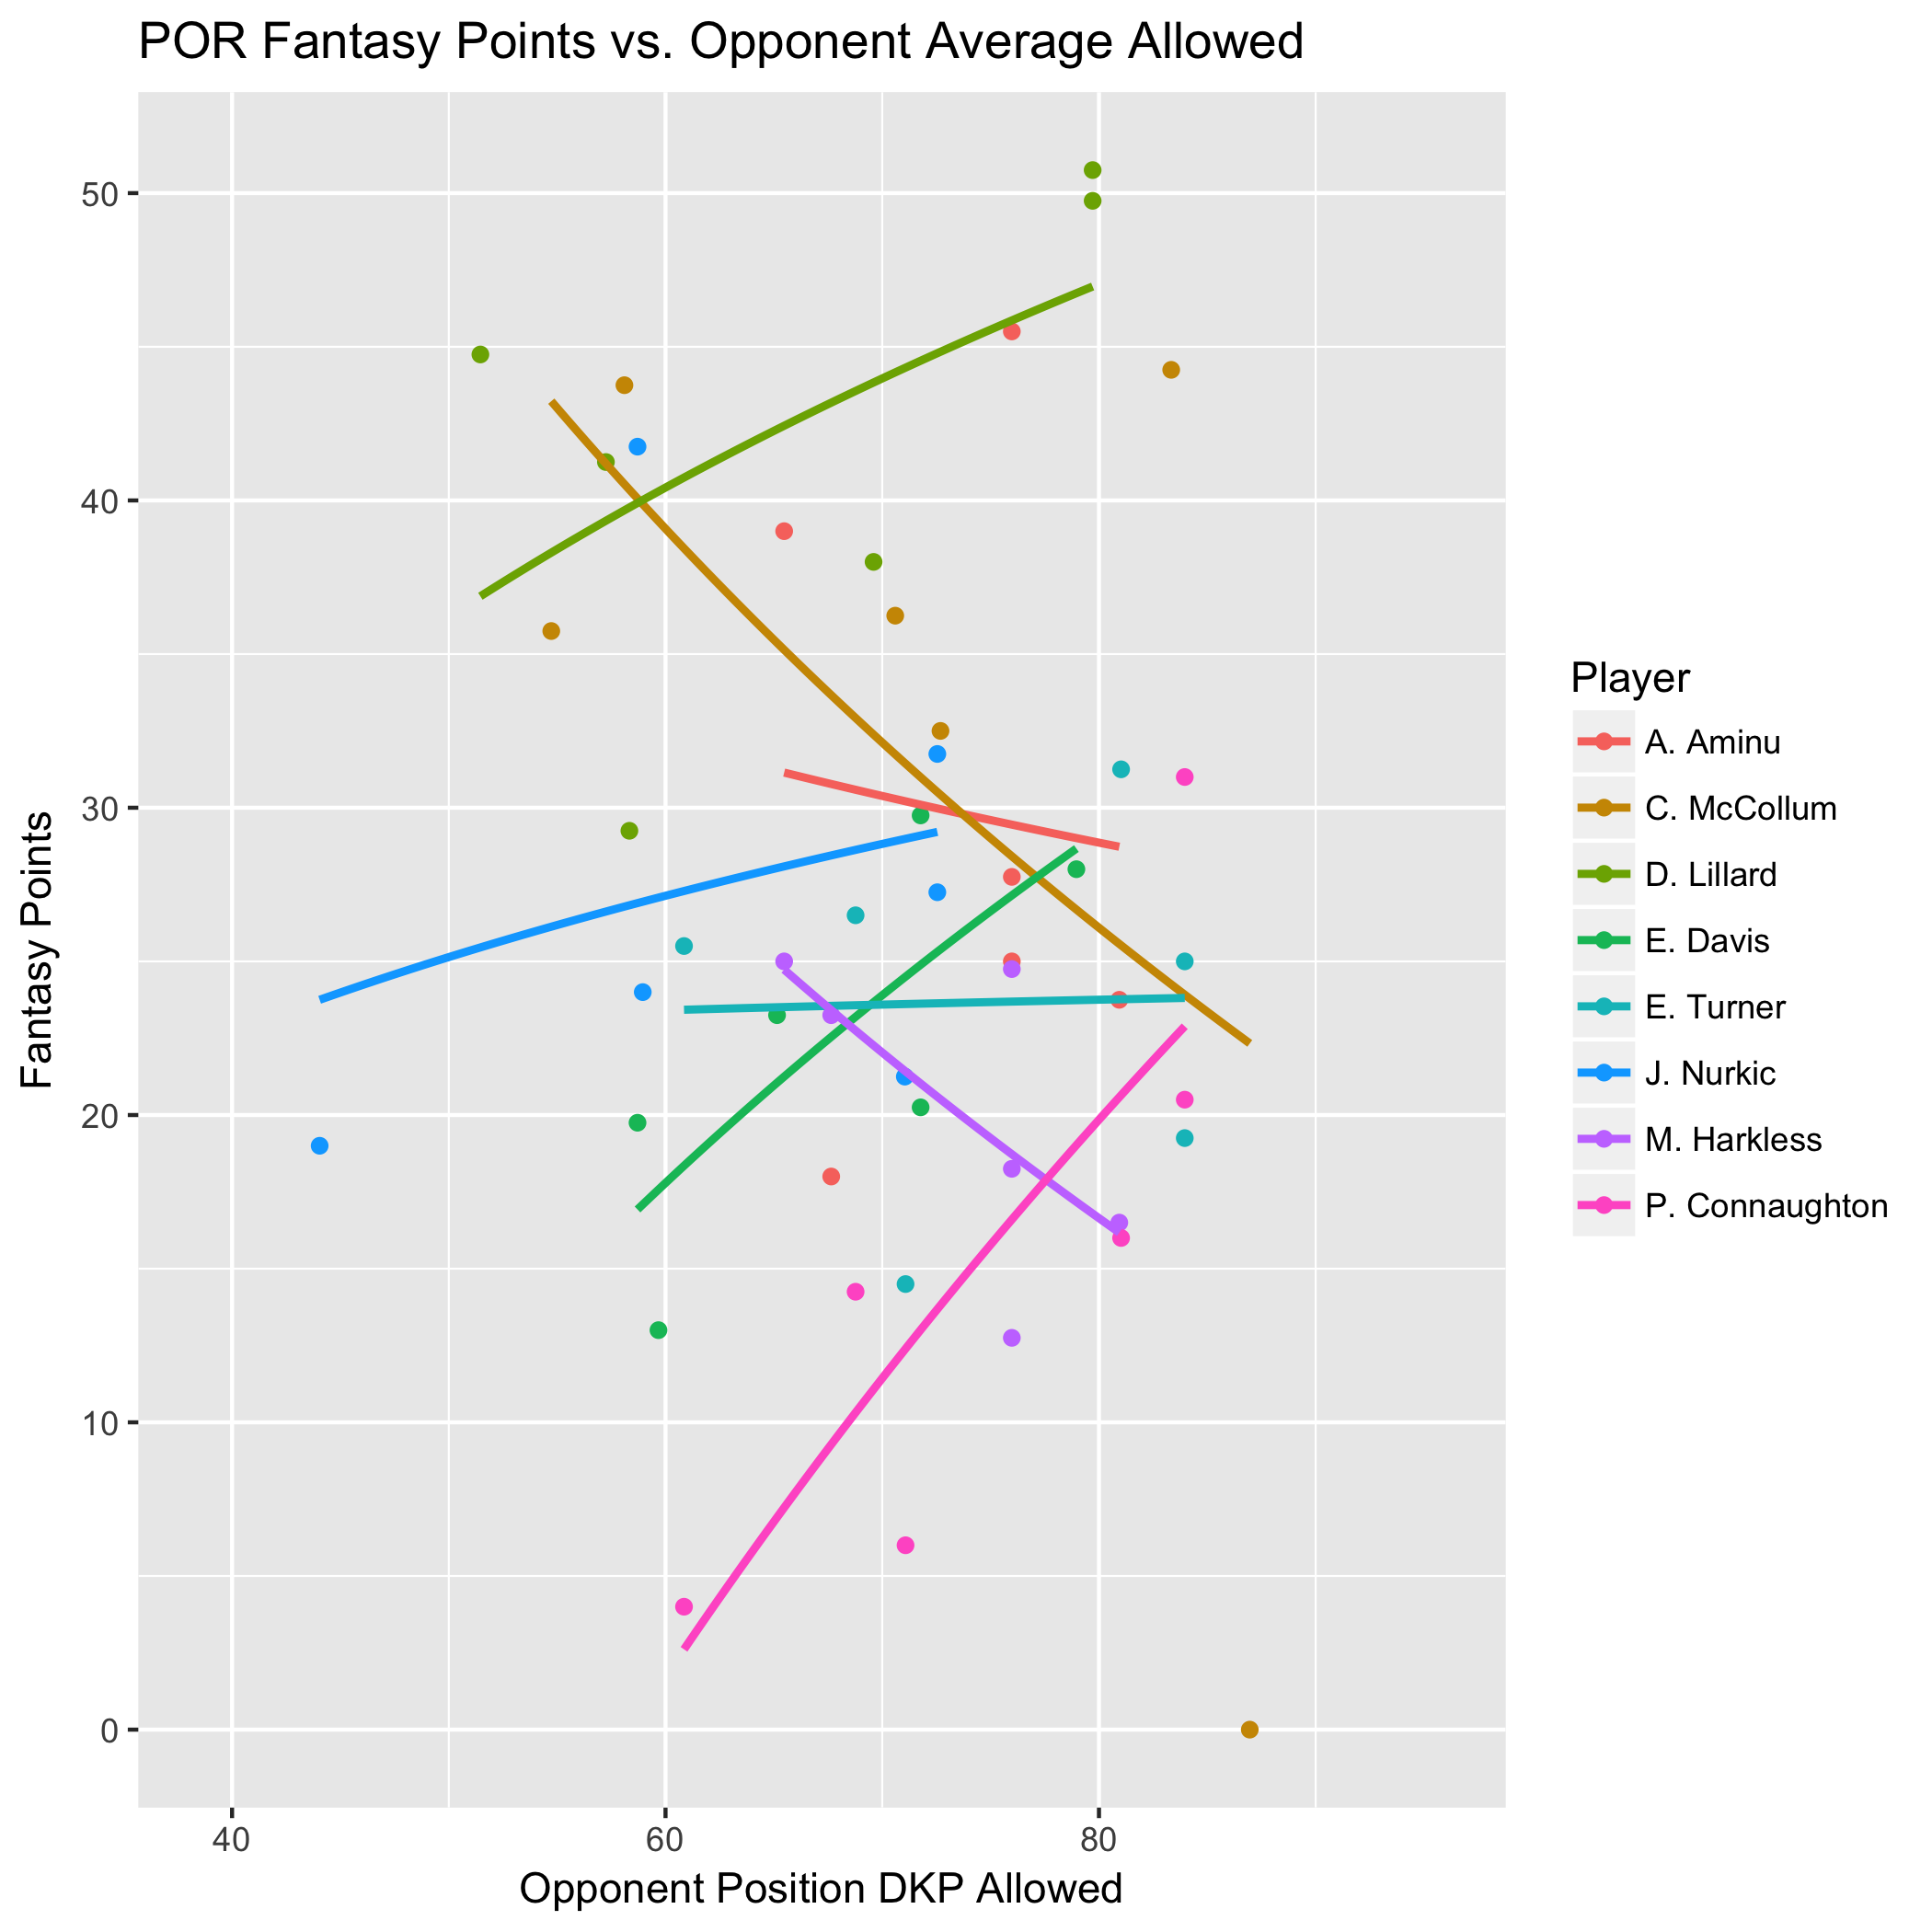 POR Fantasy Points vs. Opponent Average Allowed
50
40
30
20
10
0
Fantasy Points
40 60 80
Opponent Position DKP Allowed
Player
A. Aminu
C. McCollum
D. Lillard
E. Davis
E. Turner
J. Nurkic
M. Harkless
P. Connaughton